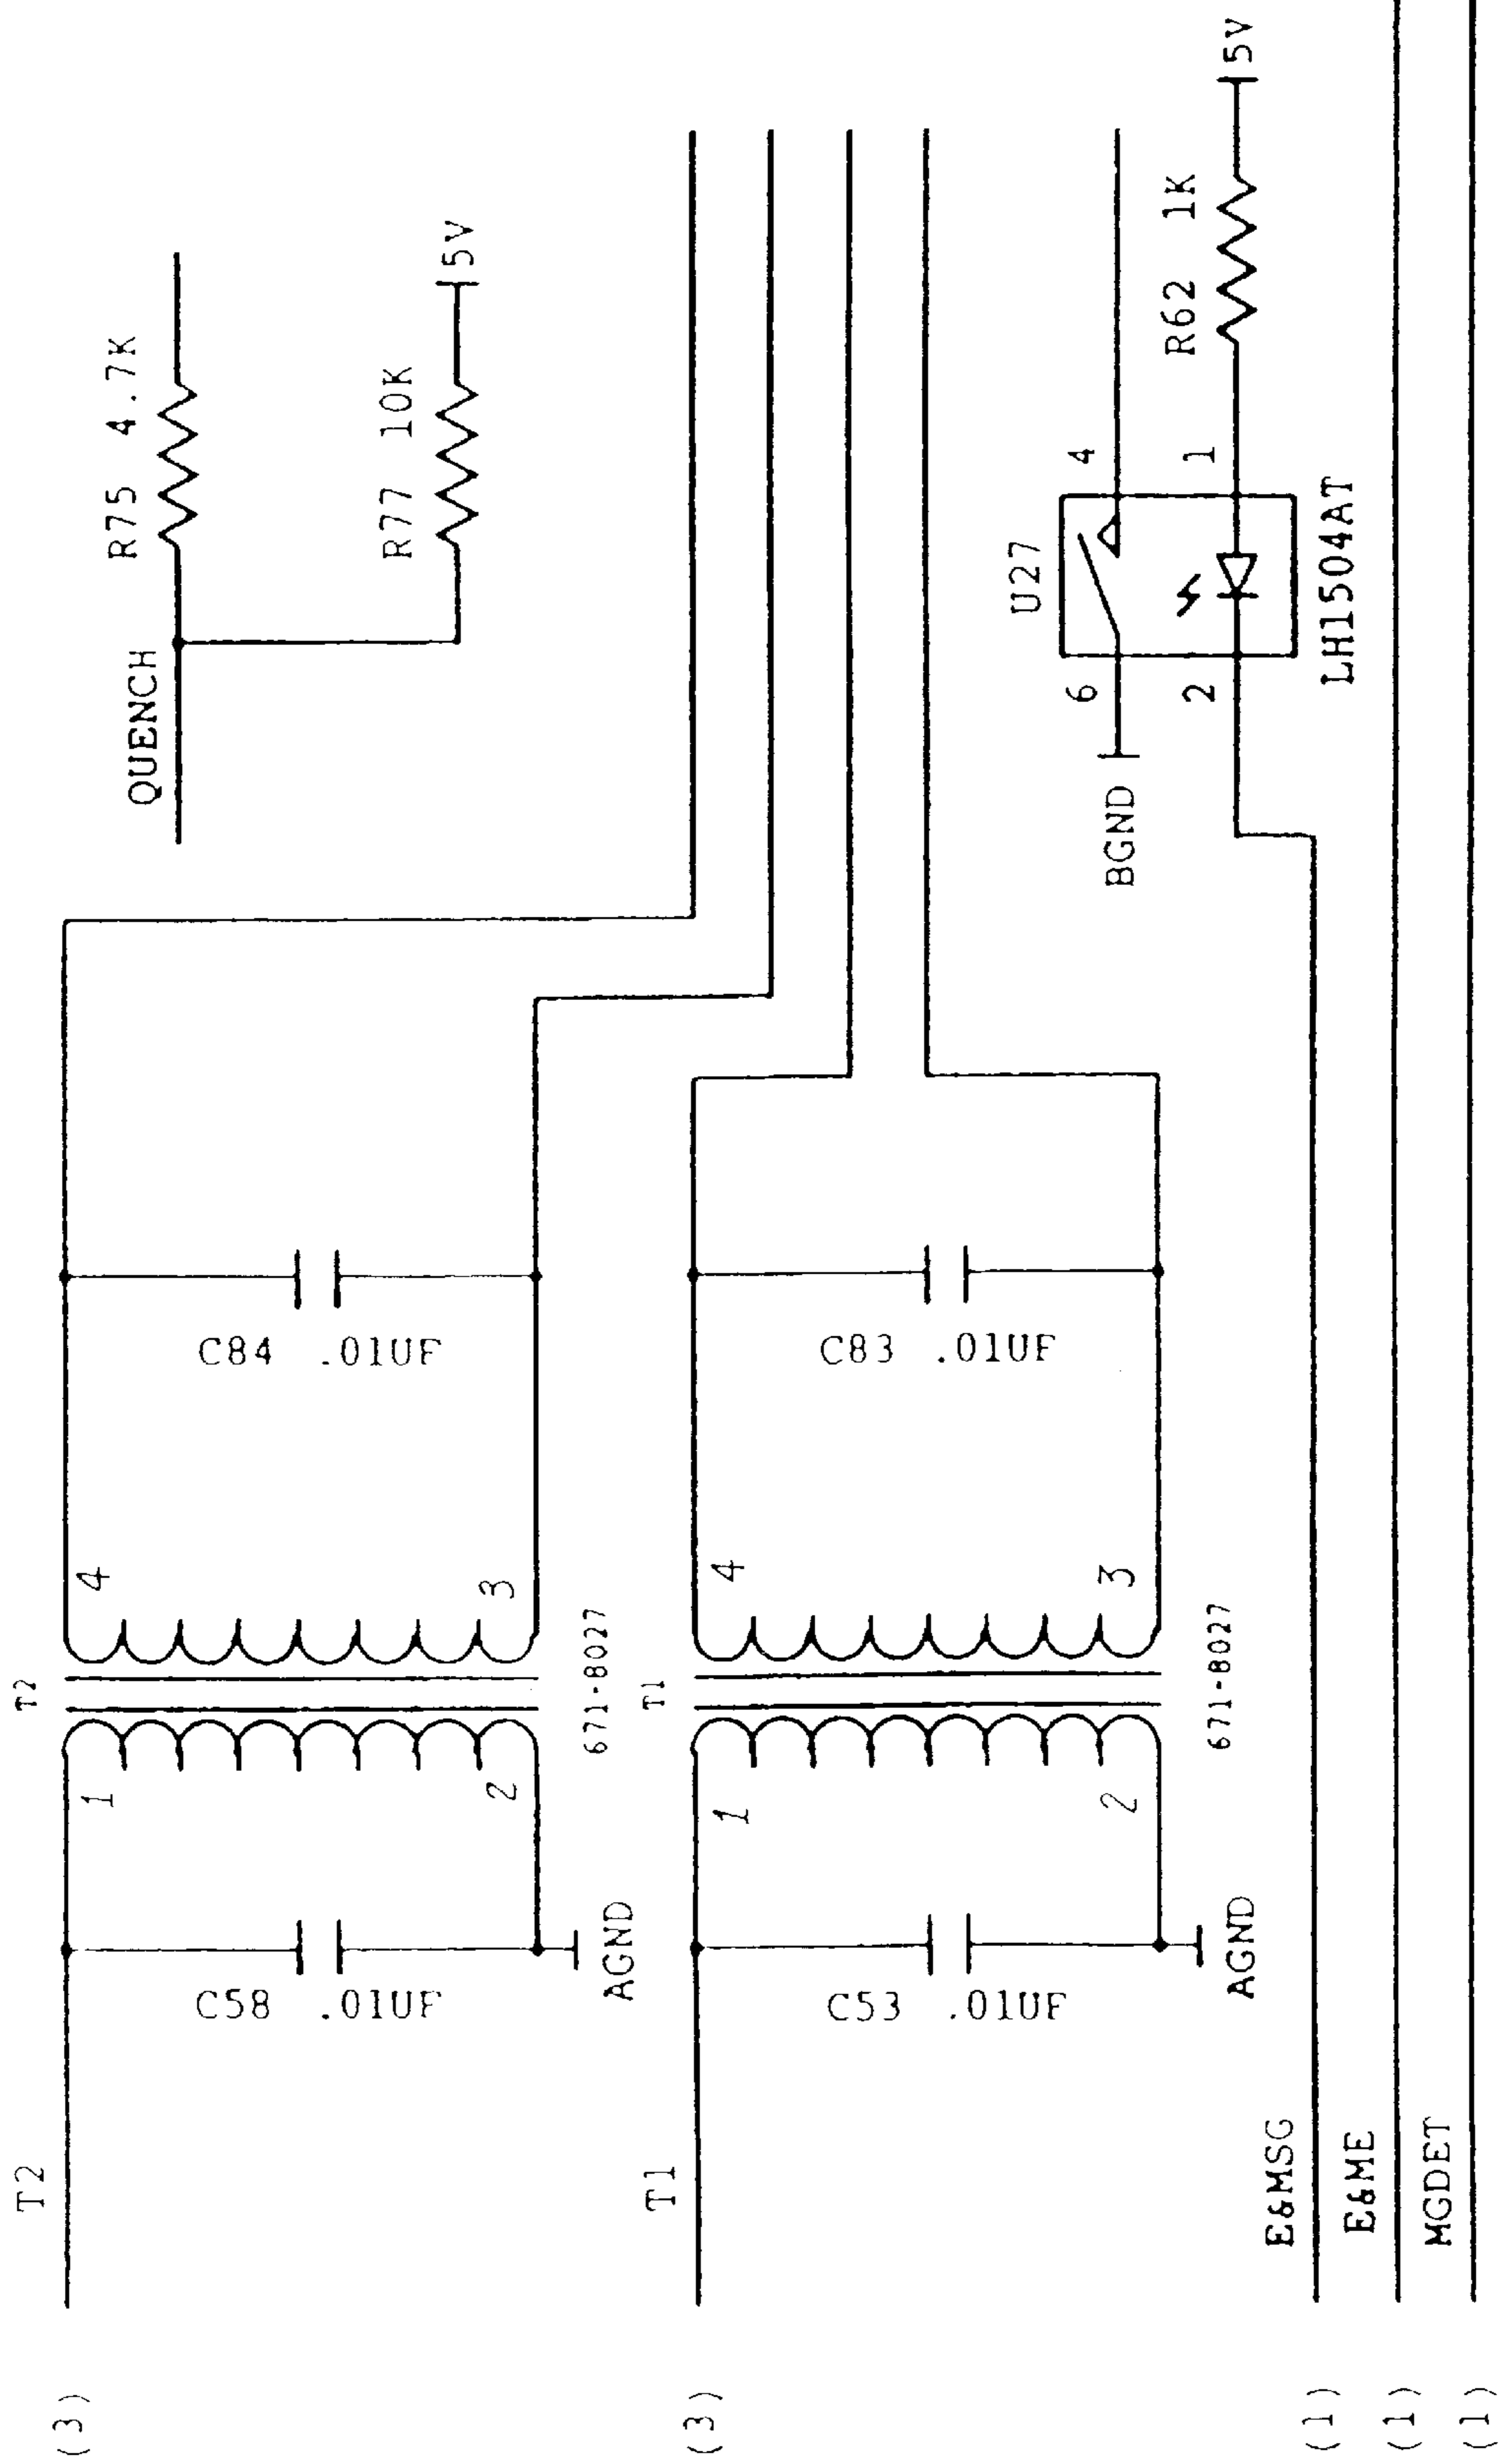 (3)
T2
C58 .01UF
AGND
1
2
T2
671-8027
4
3
C84 .01UF
QUENCH
R75 4.7K
R77 10K
5V
(3)
T1
C53 .01UF
AGND
1
2
T1
671-8027
4
3
C83 .01UF
BGND
6
2
U27
4
1
LH1504AT
R62 1K
5V
(1)
E&MSG
(1)
E&ME
(1)
MGDET